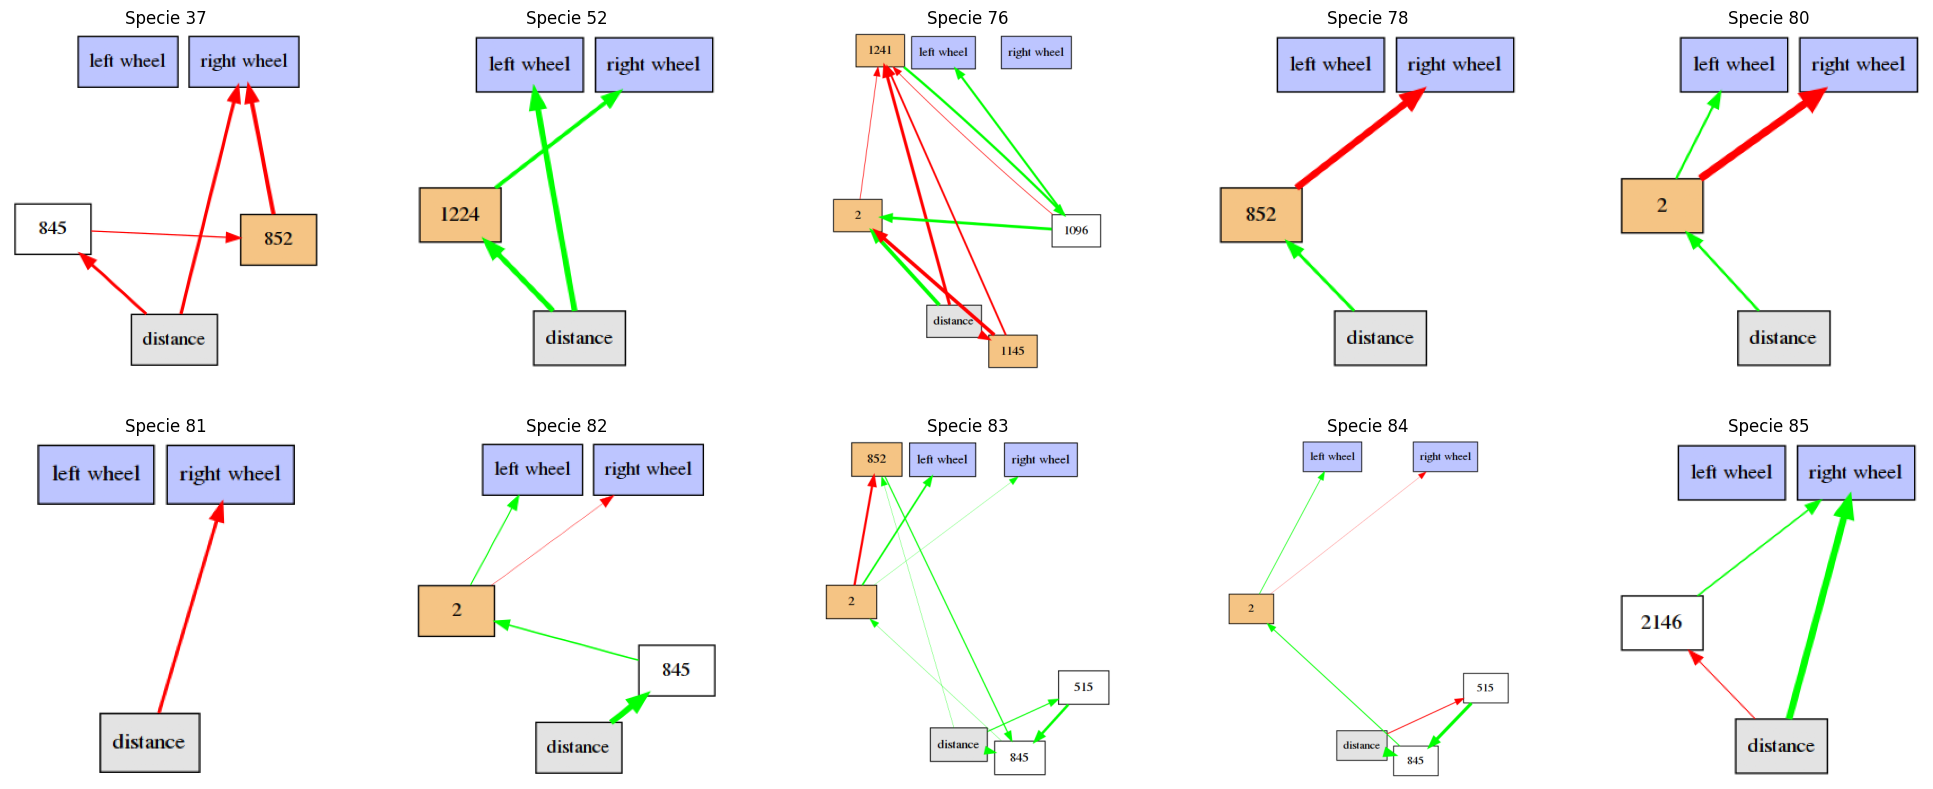 Specie 37
left wheel
right wheel
845
852
distance
Specie 52
left wheel
right wheel
1224
distance
Specie 76
1241
left wheel
right wheel
2
1096
distance
1145
Specie 78
left wheel
right wheel
852
distance
Specie 80
left wheel
right wheel
2
distance
Specie 81
left wheel
right wheel
distance
Specie 82
left wheel
right wheel
2
845
distance
Specie 83
852
left wheel
right wheel
2
515
distance
845
Specie 84
left wheel
right wheel
2
515
distance
845
Specie 85
left wheel
right wheel
2146
distance